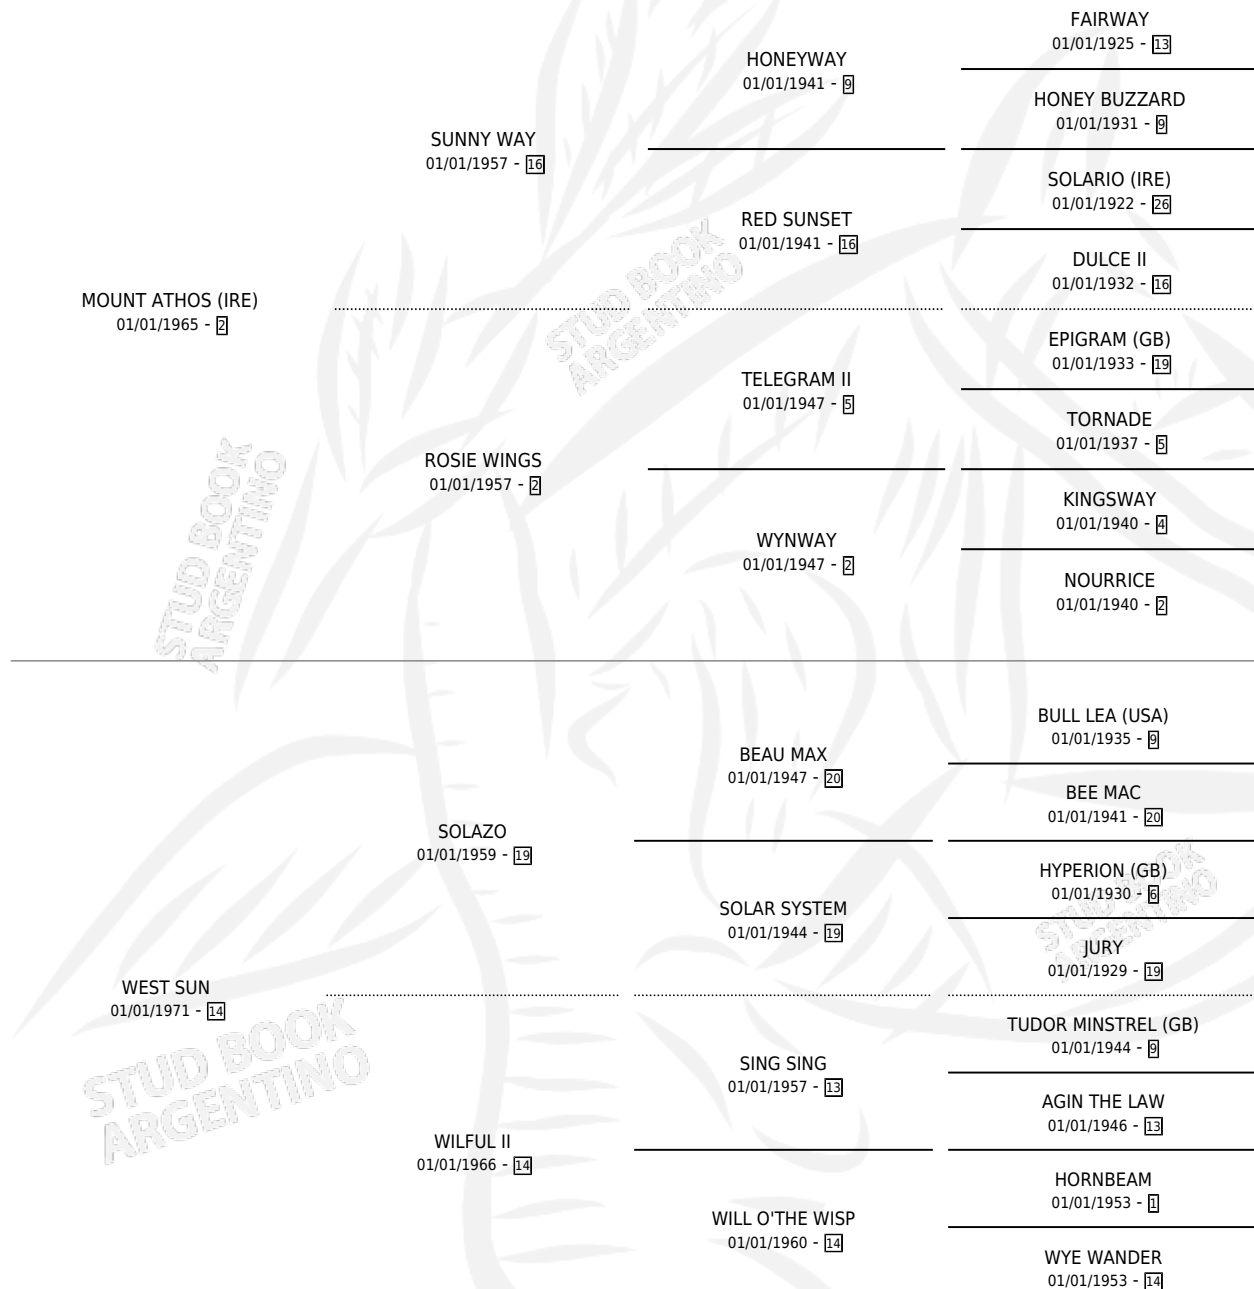 FAIRWAY
01/01/1925 - 13
HONEYWAY
01/01/1941 - 9
HONEY BUZZARD
01/01/1931 - 9
SUNNY WAY
01/01/1957 - 16
SOLARIO (IRE)
01/01/1922 - 26
RED SUNSET
01/01/1941 - 16
DULCE II
01/01/1932 - 16
MOUNT ATHOS (IRE)
01/01/1965 - 2
EPIGRAM (GB)
01/01/1933 - 19
TELEGRAM II
01/01/1947 - 5
TORNADE
01/01/1937 - 5
ROSIE WINGS
01/01/1957 - 2
KINGSWAY
01/01/1940 - 4
WYNWAY
01/01/1947 - 2
NOURRICE
01/01/1940 - 2
BULL LEA (USA)
01/01/1935 - 9
BEAU MAX
01/01/1947 - 20
BEE MAC
01/01/1941 - 20
SOLAZO
01/01/1959 - 19
HYPERION (GB)
01/01/1930 - 6
SOLAR SYSTEM
01/01/1944 - 19
JURY
01/01/1929 - 19
WEST SUN
01/01/1971 - 14
TUDOR MINSTREL (GB)
01/01/1944 - 9
SING SING
01/01/1957 - 13
AGIN THE LAW
01/01/1946 - 13
WILFUL II
01/01/1966 - 14
HORNBEAM
01/01/1953 - 1
WILL O'THE WISP
01/01/1960 - 14
WYE WANDER
01/01/1953 - 14
STUD BOOK
ARGENTINO
STUD BOOK
ARGENTINO
STUD BOOK
ARGENTINO
STUD BOOK
ARGENTINO